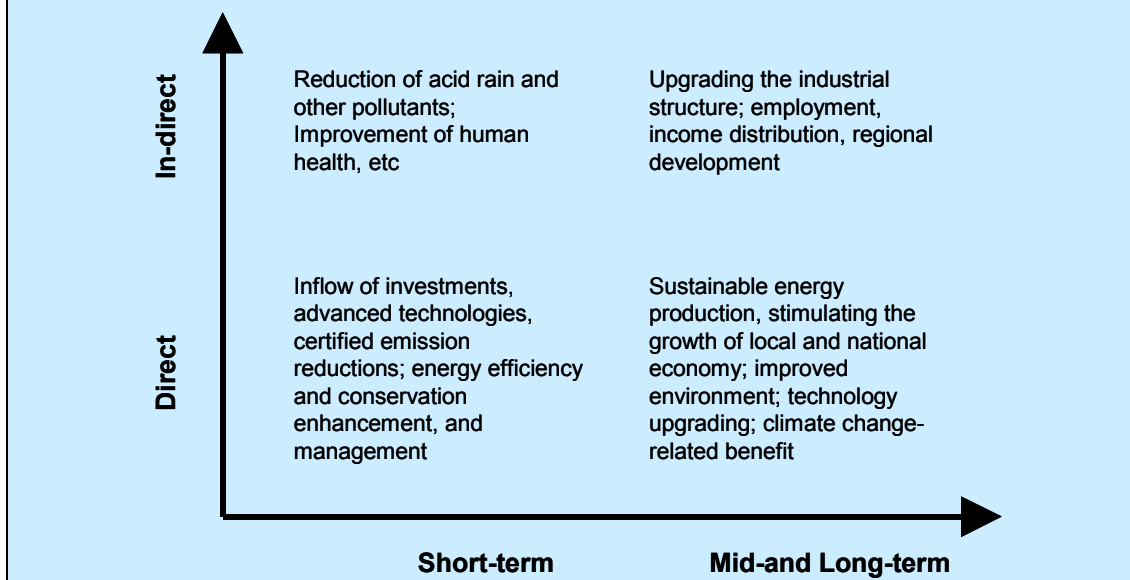 In-direct
Reduction of acid rain and
other pollutants;
Improvement of human
health, etc
Upgrading the industrial
structure; employment,
income distribution, regional
development
Direct
Inflow of investments,
advanced technologies,
certified emission
reductions; energy efficiency
and conservation
enhancement, and
management
Sustainable energy
production, stimulating the
growth of local and national
economy; improved
environment; technology
upgrading; climate change-
related benefit
Short-term
Mid-and Long-term